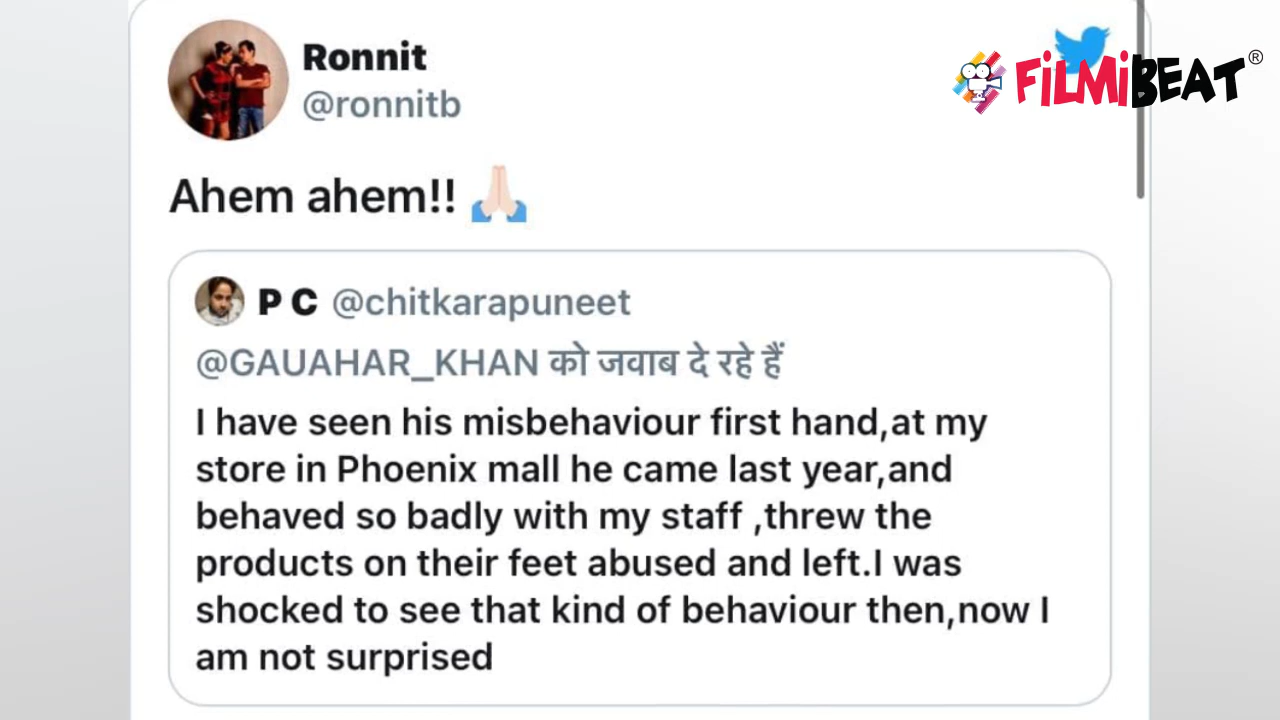 Ronnit
@ronnitb
FiLMiBEAT®
Ahem ahem!! 🙏🏻
P C @chitkarapuneet
@GAUAHAR_KHAN को जवाब दे रहे हैं
I have seen his misbehaviour first hand,at my
store in Phoenix mall he came last year,and
behaved so badly with my staff ,threw the
products on their feet abused and left.I was
shocked to see that kind of behaviour then,now I
am not surprised